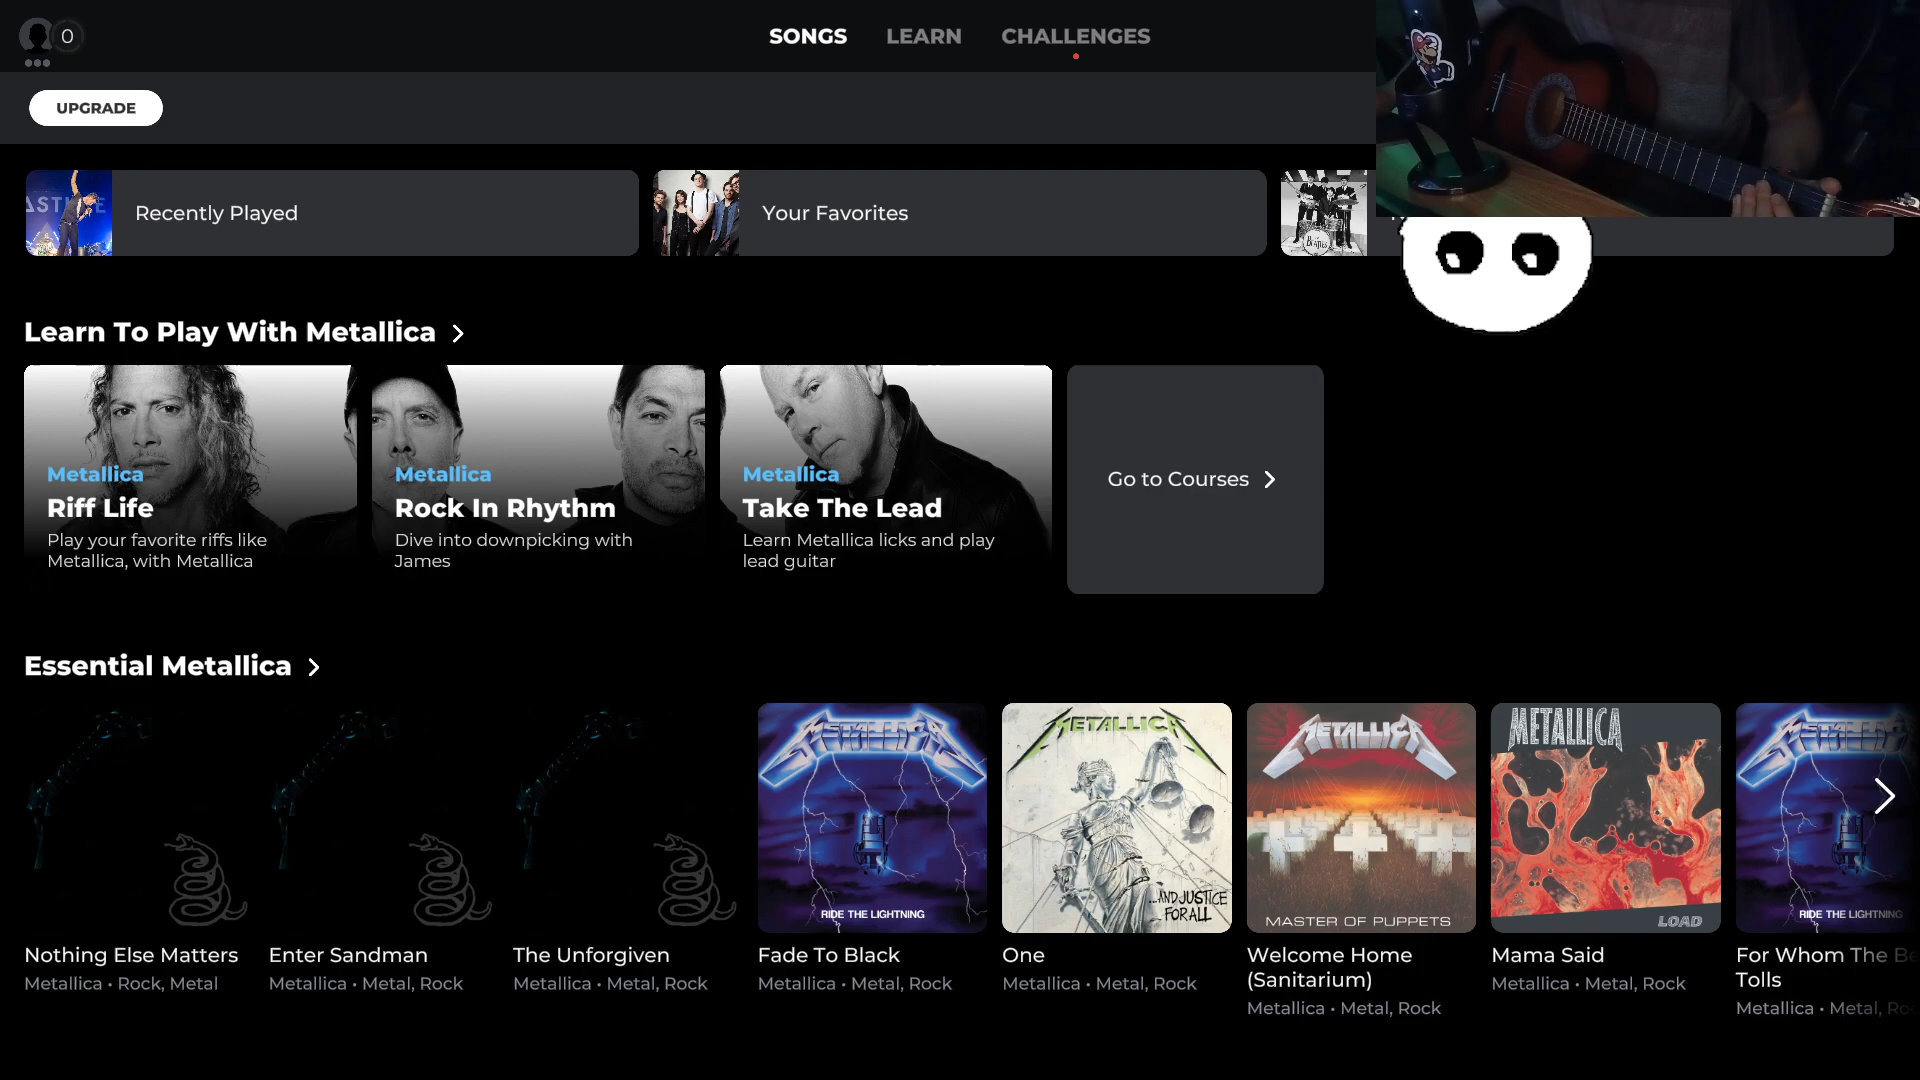 0
SONGS
LEARN
CHALLENGES
UPGRADE
Recently Played
Your Favorites
Learn To Play With Metallica
Metallica
Riff Life
Play your favorite riffs like
Metallica, with Metallica
Metallica
Rock In Rhythm
Dive into downpicking with
James
Metallica
Take The Lead
Learn Metallica licks and play
lead guitar
Go to Courses
Essential Metallica
METALLICA
RIDE THE LIGHTNING
METALLICA
...AND JUSTICE
FOR ALL
METALLICA
MASTER OF PUPPETS
METALLICA
LOAD
METALLICA
RIDE THE LIGHTNING
Nothing Else Matters
Metallica • Rock, Metal
Enter Sandman
Metallica • Metal, Rock
The Unforgiven
Metallica • Metal, Rock
Fade To Black
Metallica • Metal, Rock
One
Metallica • Metal, Rock
Welcome Home
(Sanitarium)
Metallica • Metal, Rock
Mama Said
Metallica • Metal, Rock
For Whom The Be
Tolls
Metallica • Metal, Roc